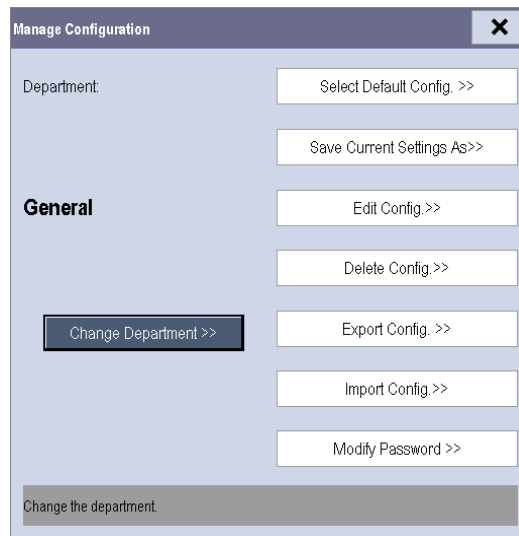 Manage Configuration
Department:
Select Default Config. >>
Save Current Settings As>>
General
Edit Config.>>
Delete Config.>>
Change Department >>
Export Config. >>
Import Config.>>
Modify Password >>
Change the department.